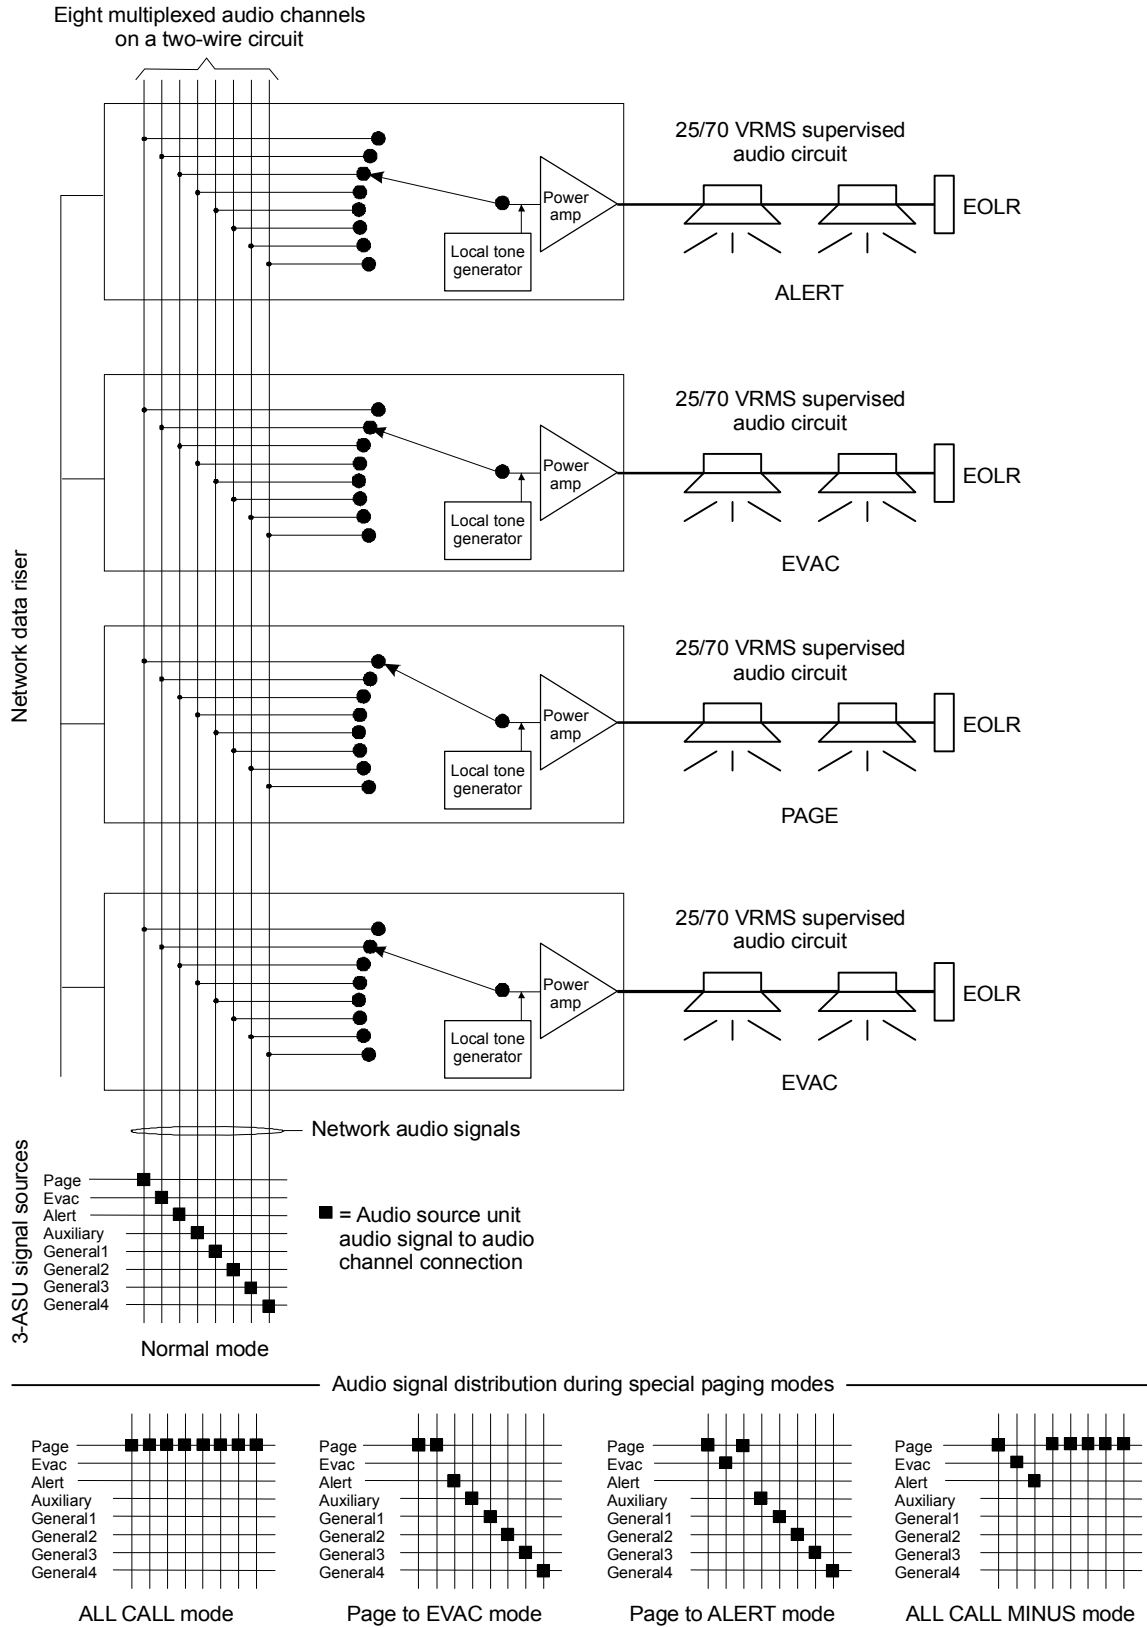 Eight multiplexed audio channels
on a two-wire circuit
25/70 VRMS supervised
audio circuit
Power
amp
EOLR
Local tone
generator
ALERT
25/70 VRMS supervised
audio circuit
Power
amp
EOLR
Local tone
generator
EVAC
Network data riser
25/70 VRMS supervised
audio circuit
Power
amp
EOLR
Local tone
generator
PAGE
25/70 VRMS supervised
audio circuit
Power
amp
EOLR
Local tone
generator
EVAC
Network audio signals
3-ASU signal sources
Page
Evac
Alert
Auxiliary
General1
General2
General3
General4
= Audio source unit
audio signal to audio
channel connection
Normal mode
Audio signal distribution during special paging modes
Page
Evac
Alert
Auxiliary
General1
General2
General3
General4
ALL CALL mode
Page
Evac
Alert
Auxiliary
General1
General2
General3
General4
Page to EVAC mode
Page
Evac
Alert
Auxiliary
General1
General2
General3
General4
Page to ALERT mode
Page
Evac
Alert
Auxiliary
General1
General2
General3
General4
ALL CALL MINUS mode